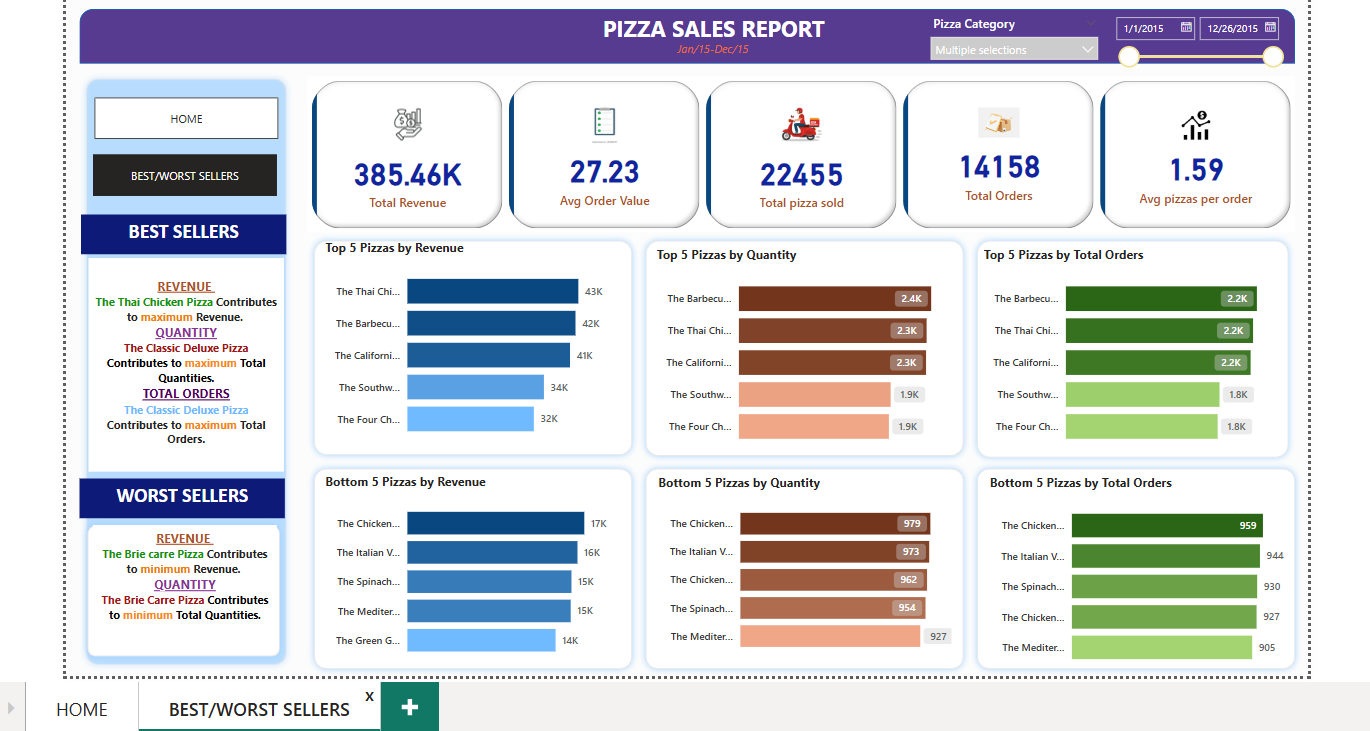 PIZZA SALES REPORT
Jan/15-Dec/15
Pizza Category
Multiple selections
1/1/2015
12/26/2015
HOME
BEST/WORST SELLERS
BEST SELLERS
REVENUE
The Thai Chicken Pizza Contributes
to maximum Revenue.
QUANTITY
The Classic Deluxe Pizza
Contributes to maximum Total
Quantities.
TOTAL ORDERS
The Classic Deluxe Pizza
Contributes to maximum Total
Orders.
WORST SELLERS
REVENUE
The Brie carre Pizza Contributes
to minimum Revenue.
QUANTITY
The Brie Carre Pizza Contributes
to minimum Total Quantities.
385.46K
Total Revenue
27.23
Avg Order Value
22455
Total pizza sold
14158
Total Orders
1.59
Avg pizzas per order
Top 5 Pizzas by Revenue
The Thai Chi... 43K
The Barbecu... 42K
The Californi... 41K
The Southw... 34K
The Four Ch... 32K
Top 5 Pizzas by Quantity
The Barbecu... 2.4K
The Thai Chi... 2.3K
The Californi... 2.3K
The Southw... 1.9K
The Four Ch... 1.9K
Top 5 Pizzas by Total Orders
The Barbecu... 2.2K
The Thai Chi... 2.2K
The Californi... 2.2K
The Southw... 1.8K
The Four Ch... 1.8K
Bottom 5 Pizzas by Revenue
The Chicken... 17K
The Italian V... 16K
The Spinach... 15K
The Mediter... 15K
The Green G... 14K
Bottom 5 Pizzas by Quantity
The Chicken... 979
The Italian V... 973
The Chicken... 962
The Spinach... 954
The Mediter... 927
Bottom 5 Pizzas by Total Orders
The Chicken... 959
The Italian V... 944
The Spinach... 930
The Chicken... 927
The Mediter... 905
HOME
BEST/WORST SELLERS
x
+